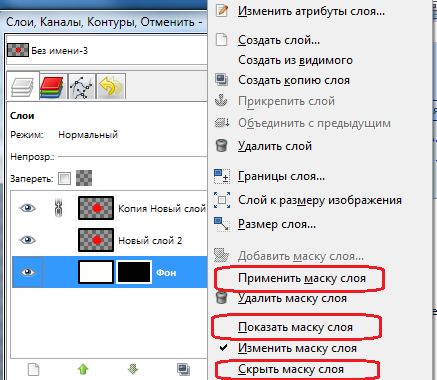 Слои, Каналы, Контуры, Отменить -
Без имени-3
Слои
Режим: Нормальный
Непрозр.:
Запереть:
Копия Новый слой
Новый слой 2
Фон
Изменить атрибуты слоя...
Создать слой...
Создать из видимого
Создать копию слоя
Прикрепить слой
Объединить с предыдущим
Удалить слой
Границы слоя...
Слой к размеру изображения
Размер слоя...
Добавить маску слоя...
Применить маску слоя
Удалить маску слоя
Показать маску слоя
Изменить маску слоя
Скрыть маску слоя